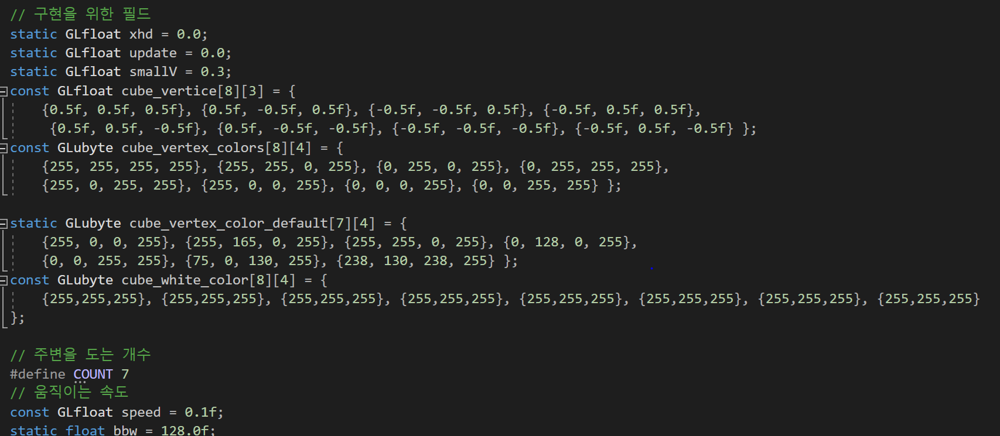 // 구현을 위한 필드
static GLfloat xhd = 0.0;
static GLfloat update = 0.0;
static GLfloat smallV = 0.3;
const GLfloat cube_vertice[8][3] = {
{0.5f, 0.5f, 0.5f}, {0.5f, -0.5f, 0.5f}, {-0.5f, -0.5f, 0.5f}, {-0.5f, 0.5f, 0.5f},
{0.5f, 0.5f, -0.5f}, {0.5f, -0.5f, -0.5f}, {-0.5f, -0.5f, -0.5f}, {-0.5f, 0.5f, -0.5f} };
const GLubyte cube_vertex_colors[8][4] = {
{255, 255, 255, 255}, {255, 255, 0, 255}, {0, 255, 0, 255}, {0, 255, 255, 255},
{255, 0, 255, 255}, {255, 0, 0, 255}, {0, 0, 0, 255}, {0, 0, 255, 255} };
static GLubyte cube_vertex_color_default[7][4] = {
{255, 0, 0, 255}, {255, 165, 0, 255}, {255, 255, 0, 255}, {0, 128, 0, 255},
{0, 0, 255, 255}, {75, 0, 130, 255}, {238, 130, 238, 255} };
const GLubyte cube_white_color[8][4] = {
{255,255,255}, {255,255,255}, {255,255,255}, {255,255,255}, {255,255,255}, {255,255,255}, {255,255,255}, {255,255,255}
};
// 주변을 도는 개수
#define COUNT 7
// 움직이는 속도
const GLfloat speed = 0.1f;
static float bbw = 128.0f;